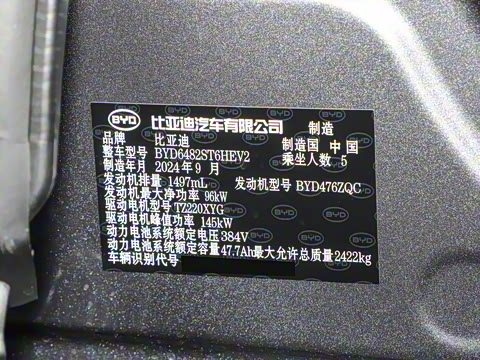 BYD 比亚迪汽车有限公司 制造
品牌 比亚迪 制造国 中国
整车型号 BYD6482ST6HEV2 乘坐人数 5
制造年月 2024年9月
发动机排量 1497mL 发动机型号 BYD476ZQC
发动机最大净功率 96kW
驱动电机型号 TZ220XYG
驱动电机峰值功率 145kW
动力电池系统额定电压 384V
动力电池系统额定容量 47.7Ah 最大允许总质量 2422kg
车辆识别代号